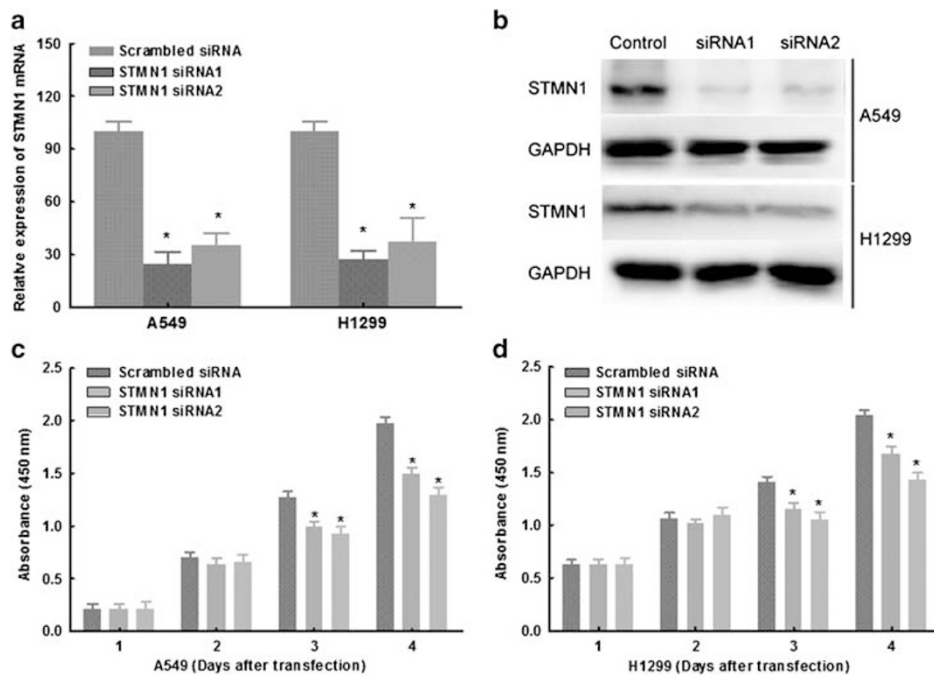 a
Relative expression of STMN1 mRNA
150
120
90
60
30
0
Scrambled siRNA
STMN1 siRNA1
STMN1 siRNA2
* * * *
A549 H1299
b
Control siRNA1 siRNA2
STMN1
GAPDH
A549
STMN1
GAPDH
H1299
c
Absorbance (450 nm)
2.5
2.0
1.5
1.0
0.5
0.0
Scrambled siRNA
STMN1 siRNA1
STMN1 siRNA2
* * * *
1 2 3 4
A549 (Days after transfection)
d
Absorbance (450 nm)
2.5
2.0
1.5
1.0
0.5
0.0
Scrambled siRNA
STMN1 siRNA1
STMN1 siRNA2
* * * *
1 2 3 4
H1299 (Days after transfection)